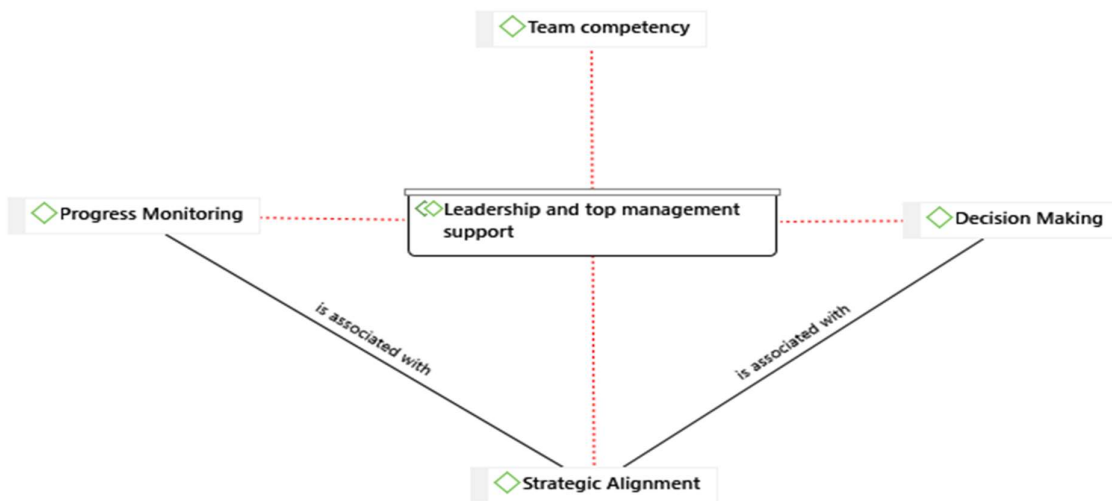 Team competency
Progress Monitoring
Leadership and top management
support
Decision Making
is associated with
is associated with
Strategic Alignment